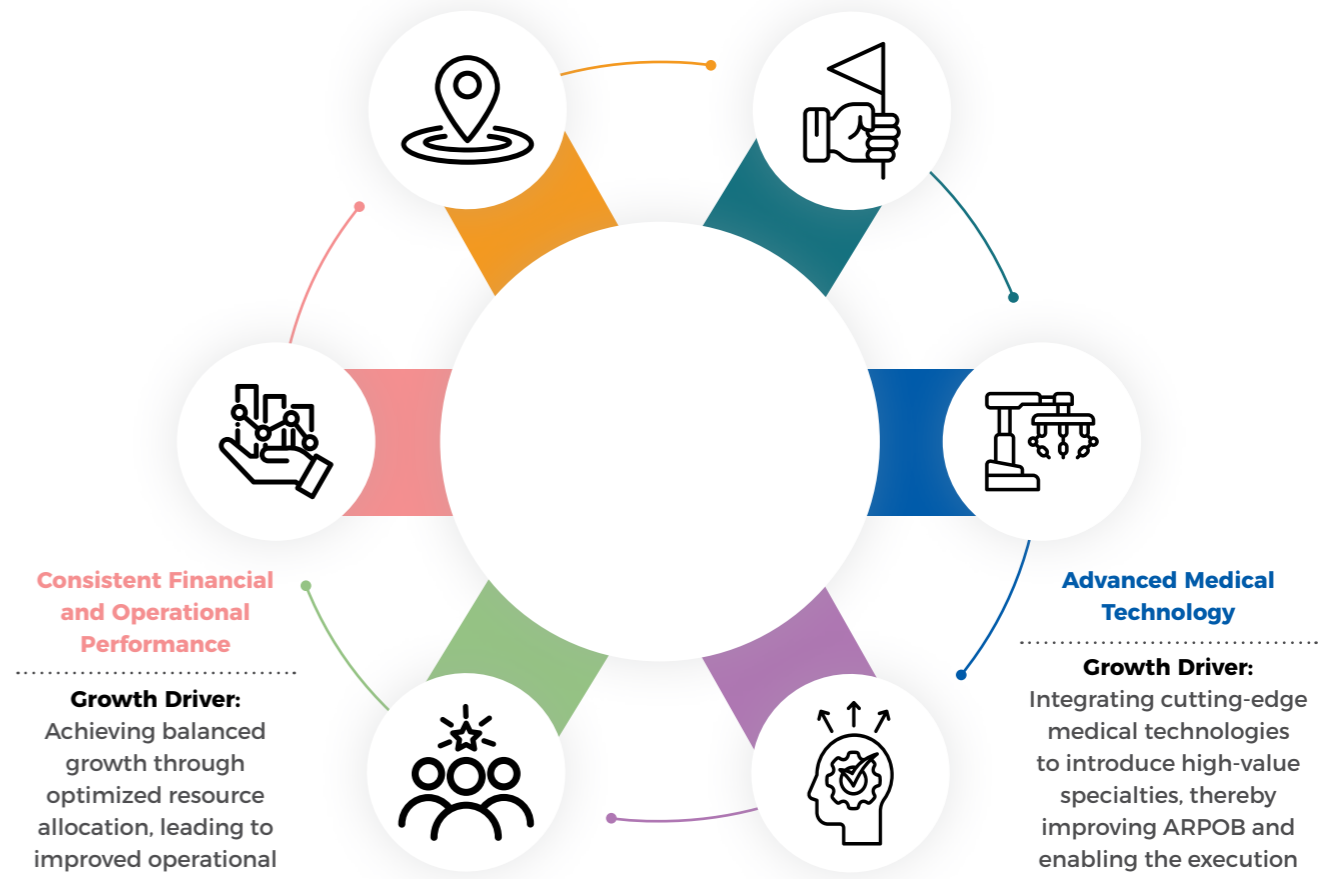 Consistent Financial
and Operational
Performance
Growth Driver:
Achieving balanced
growth through
optimized resource
allocation, leading to
improved operational
Advanced Medical
Technology
Growth Driver:
Integrating cutting-edge
medical technologies
to introduce high-value
specialties, thereby
improving ARPOB and
enabling the execution